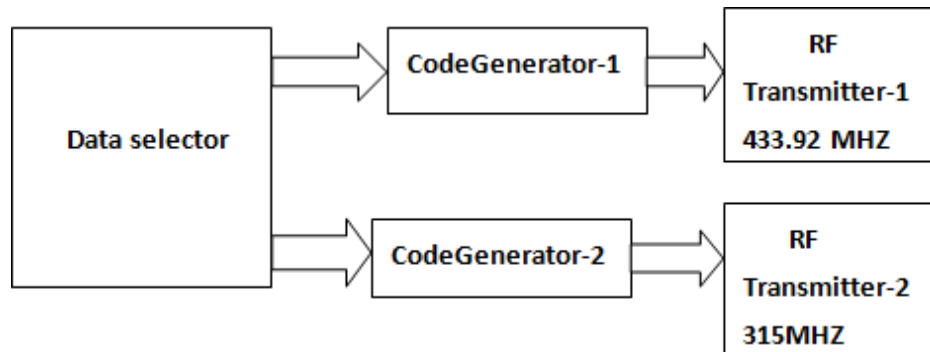 Data selector
CodeGenerator-1
RF
Transmitter-1
433.92 MHZ
CodeGenerator-2
RF
Transmitter-2
315MHZ